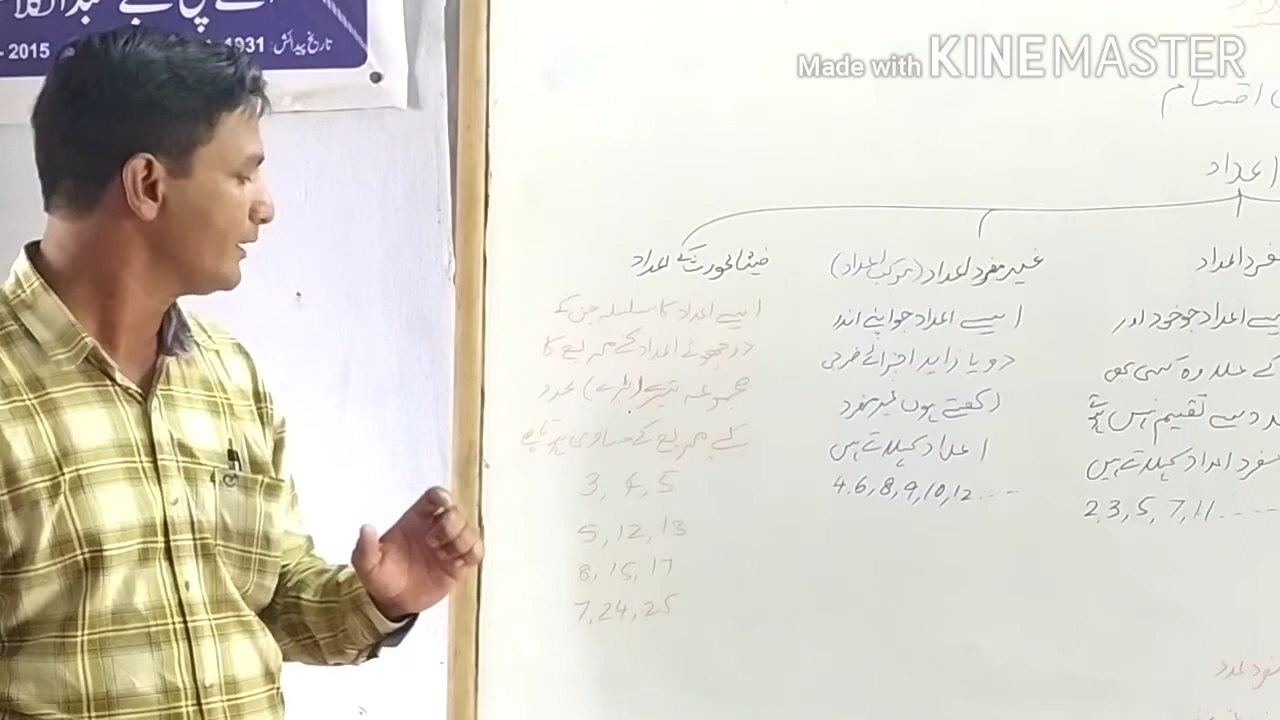 تاریخ پیدائش: 1931
2015 -
Made with KINEMASTER
اقسام
اعداد
فیثاغورث کے اعداد
ایسے اعداد کا سلسلہ جن کے
دو چھوٹے اعداد کے مربع کا
مجموعہ تیسرے (بڑے) عدد
کے مربع کے مساوی ہوتا ہے
3, 4, 5
5, 12, 13
8, 15, 17
7, 24, 25
غیر مفرد اعداد (مرکب اعداد)
ایسے اعداد جو اپنے اندر
دو یا زاید اجزائے ضربی
رکھتے ہوں غیر مفرد
اعداد کہلاتے ہیں
4, 6, 8, 9, 10, 12 ....
مفرد اعداد
ایسے اعداد جو خود اور
کے علاوہ کسی بھی
عدد سے تقسیم نہیں ہوتے
مفرد اعداد کہلاتے ہیں
2, 3, 5, 7, 11 ....
مفرد عدد